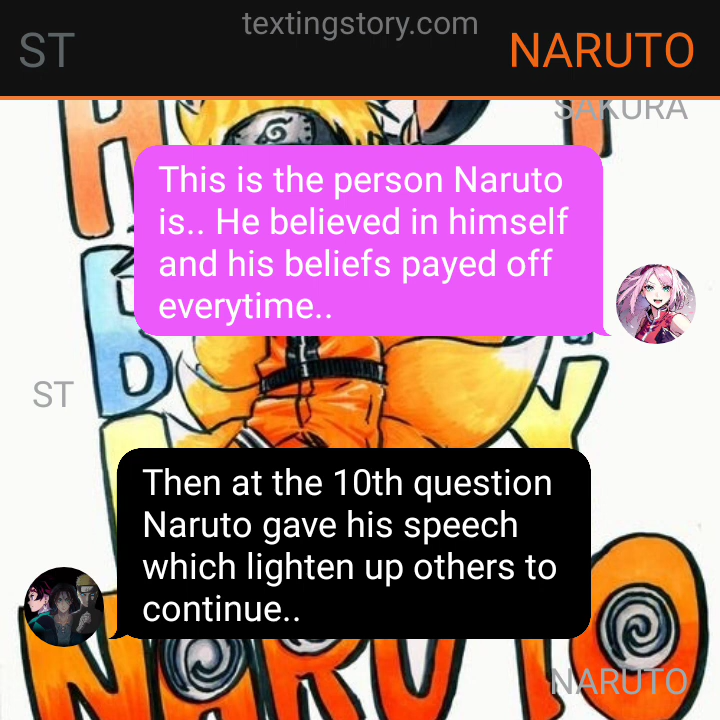 textingstory.com
ST
NARUTO
SAKURA
This is the person Naruto
is.. He believed in himself
and his beliefs payed off
everytime..
ST
Then at the 10th question
Naruto gave his speech
which lighten up others to
continue..
NARUTO
NARUTO